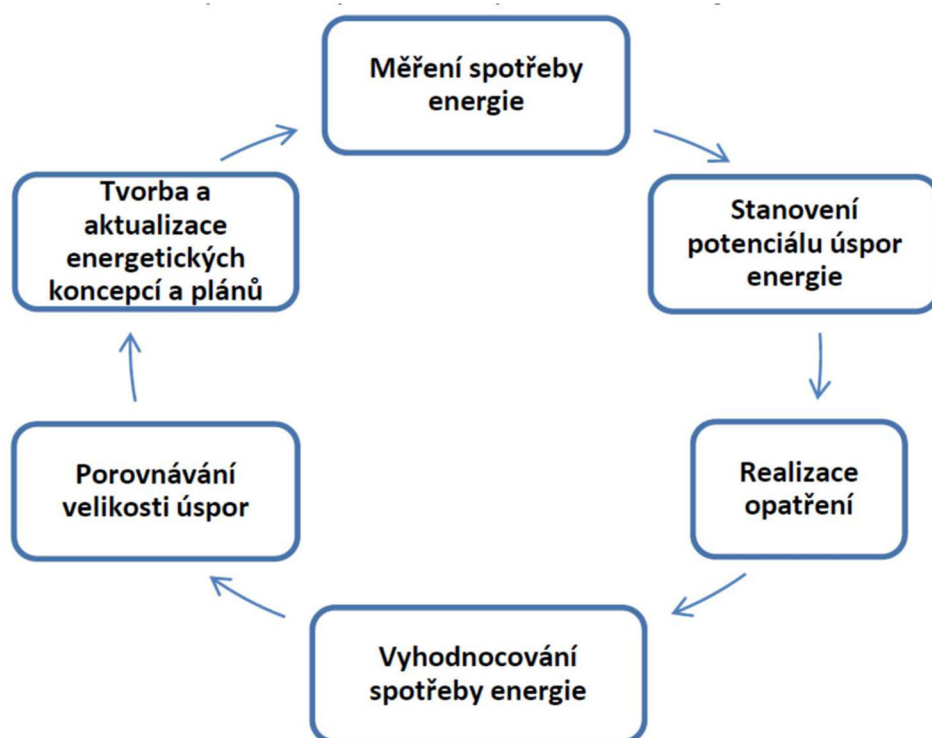 Měření spotřeby
energie
Stanovení
potenciálu úspor
energie
Realizace
opatření
Vyhodnocování
spotřeby energie
Porovnávání
velikosti úspor
Tvorba a
aktualizace
energetických
koncepcí a plánů